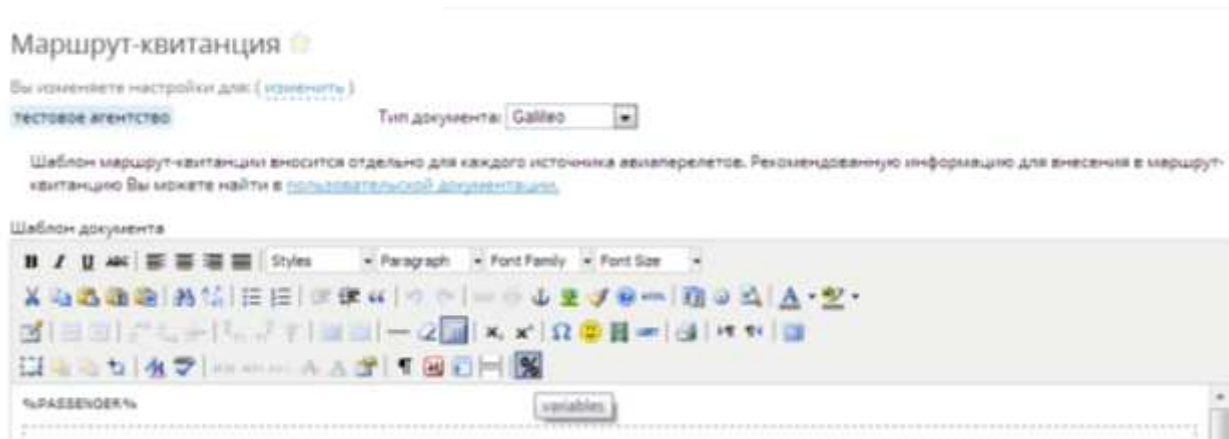 Маршрут-квитанция
Вы изменяете настройки для: ( изменить )
тестовое агентство Тип документа: Galileo
Шаблон маршрут-квитанции вносится отдельно для каждого источника авиаперелетов. Рекомендованную информацию для внесения в маршрут-
квитанцию Вы можете найти в пользовательской документации.
Шаблон документа
B I U ABC Styles Paragraph Font Family Font Size
%PASSENGER%
variables